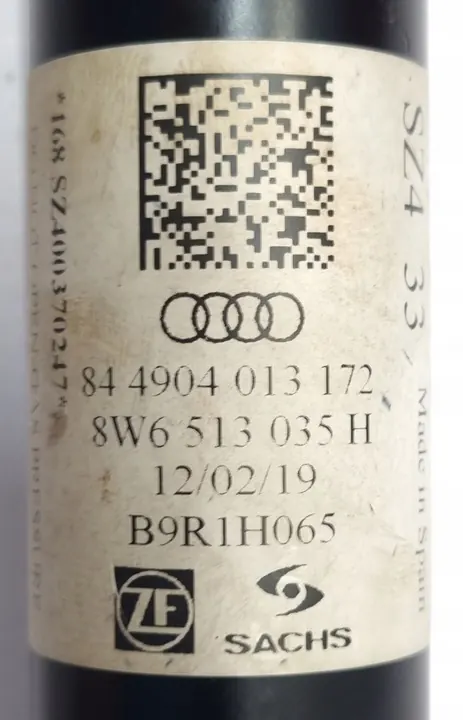 84 4904 013 172
8W6 513 035 H
12/02/19
B9R1H065
ZF
SACHS
*168 SZ400370247*
SZ4 33
Made in Spain